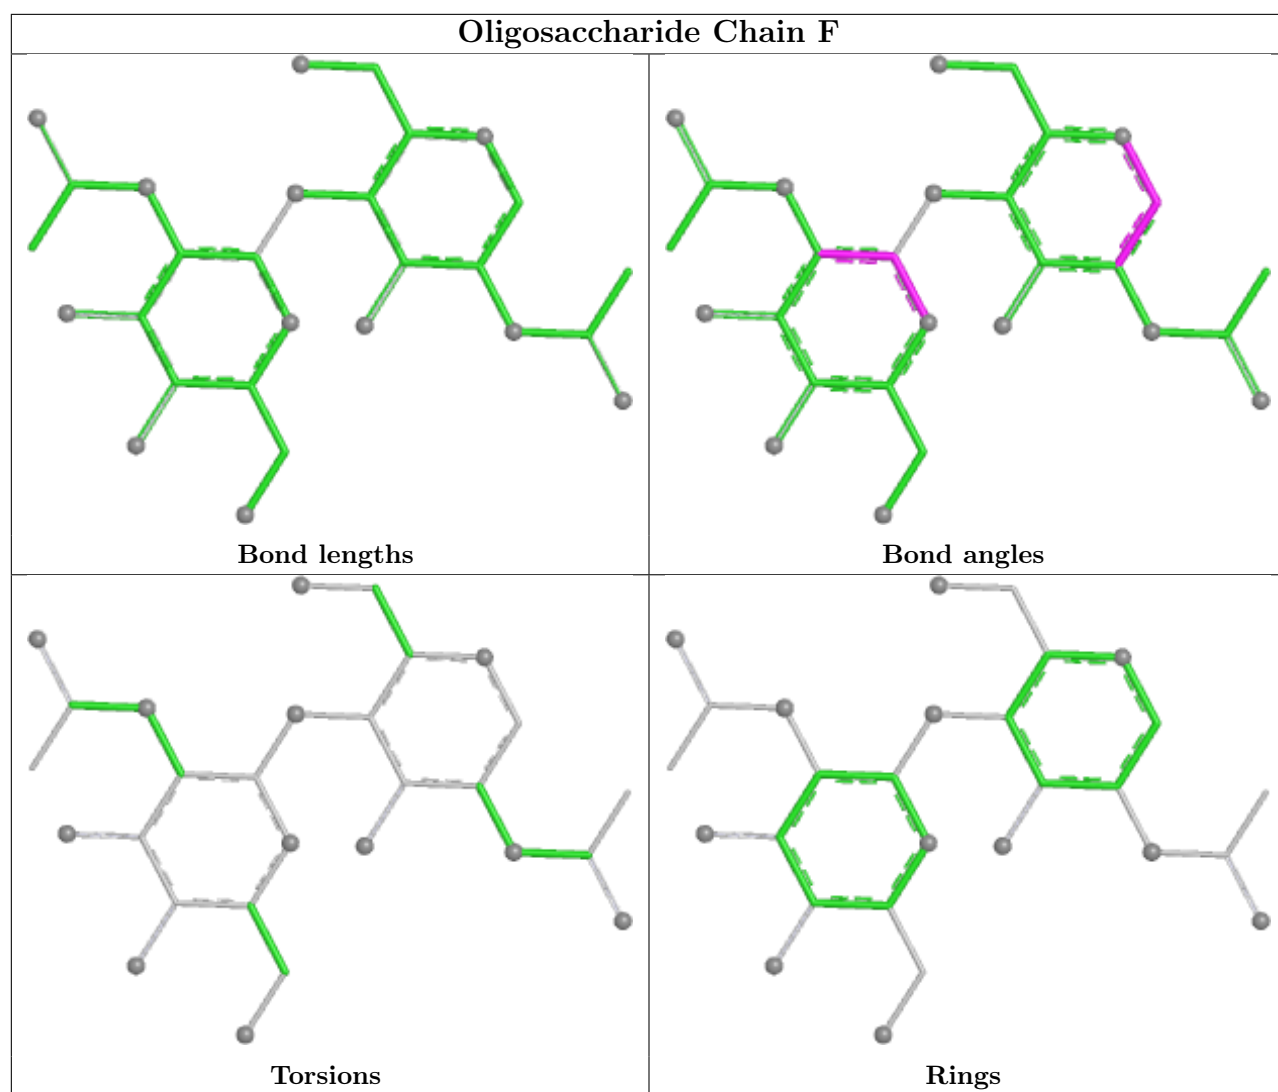 Oligosaccharide Chain F
Bond lengths
Bond angles
Torsions
Rings